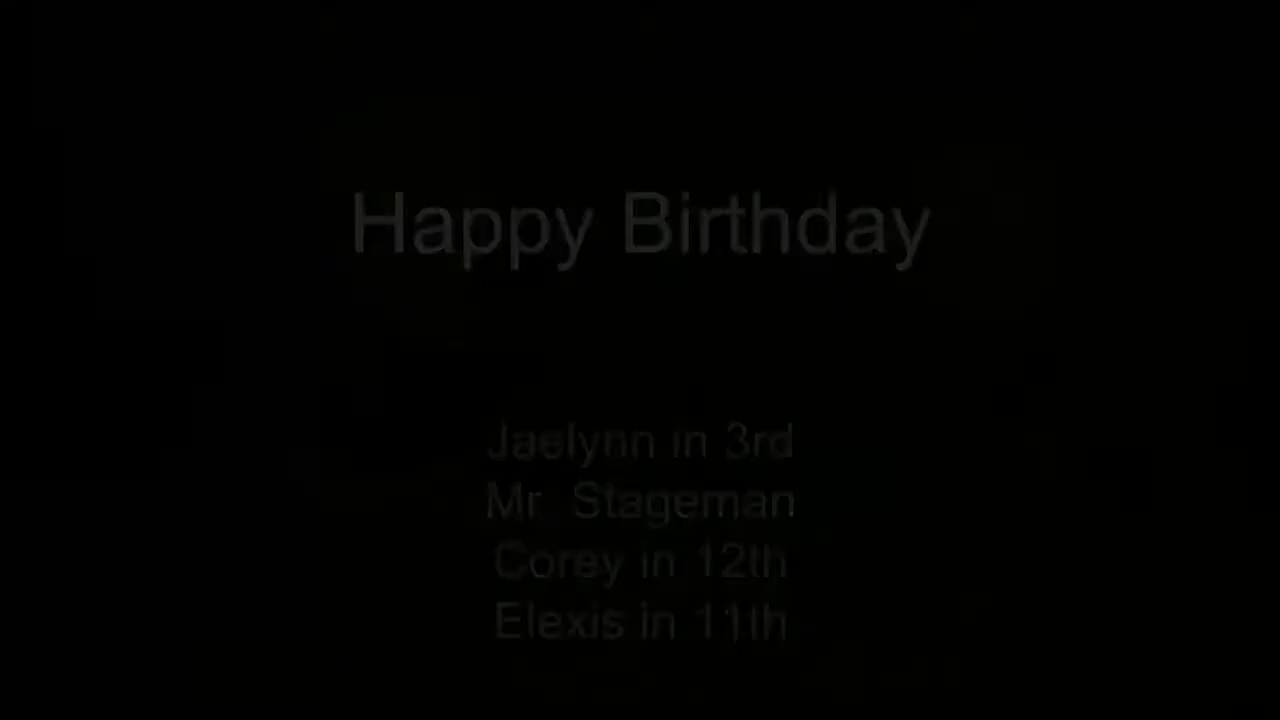 Happy Birthday
Jaelynn in 3rd
Mr. Stageman
Corey in 12th
Elexis in 11th